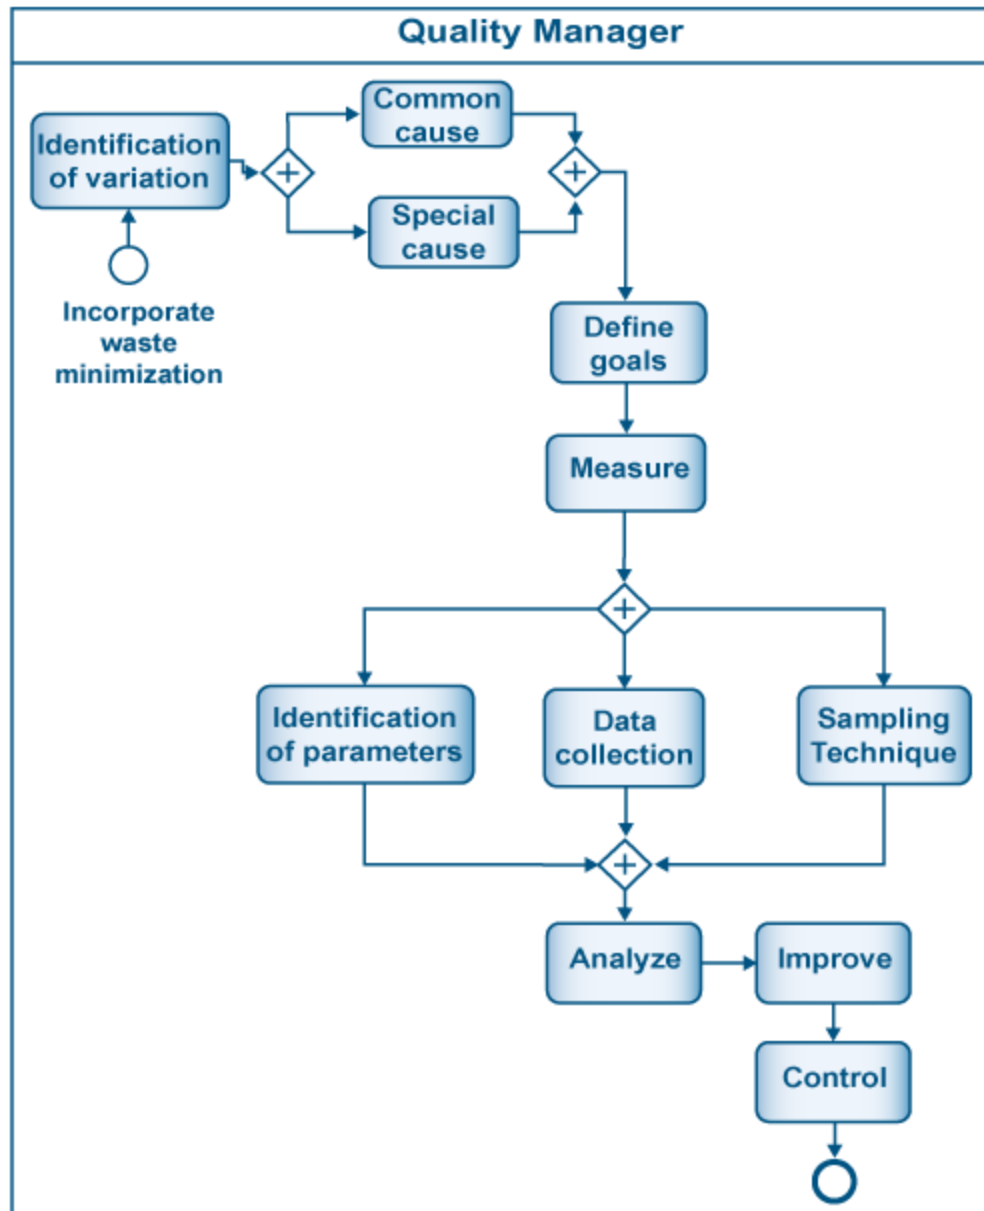 Quality Manager
Identification
of variation
Common
cause
Special
cause
Incorporate
waste
minimization
Define
goals
Measure
Identification
of parameters
Data
collection
Sampling
Technique
Analyze
Improve
Control